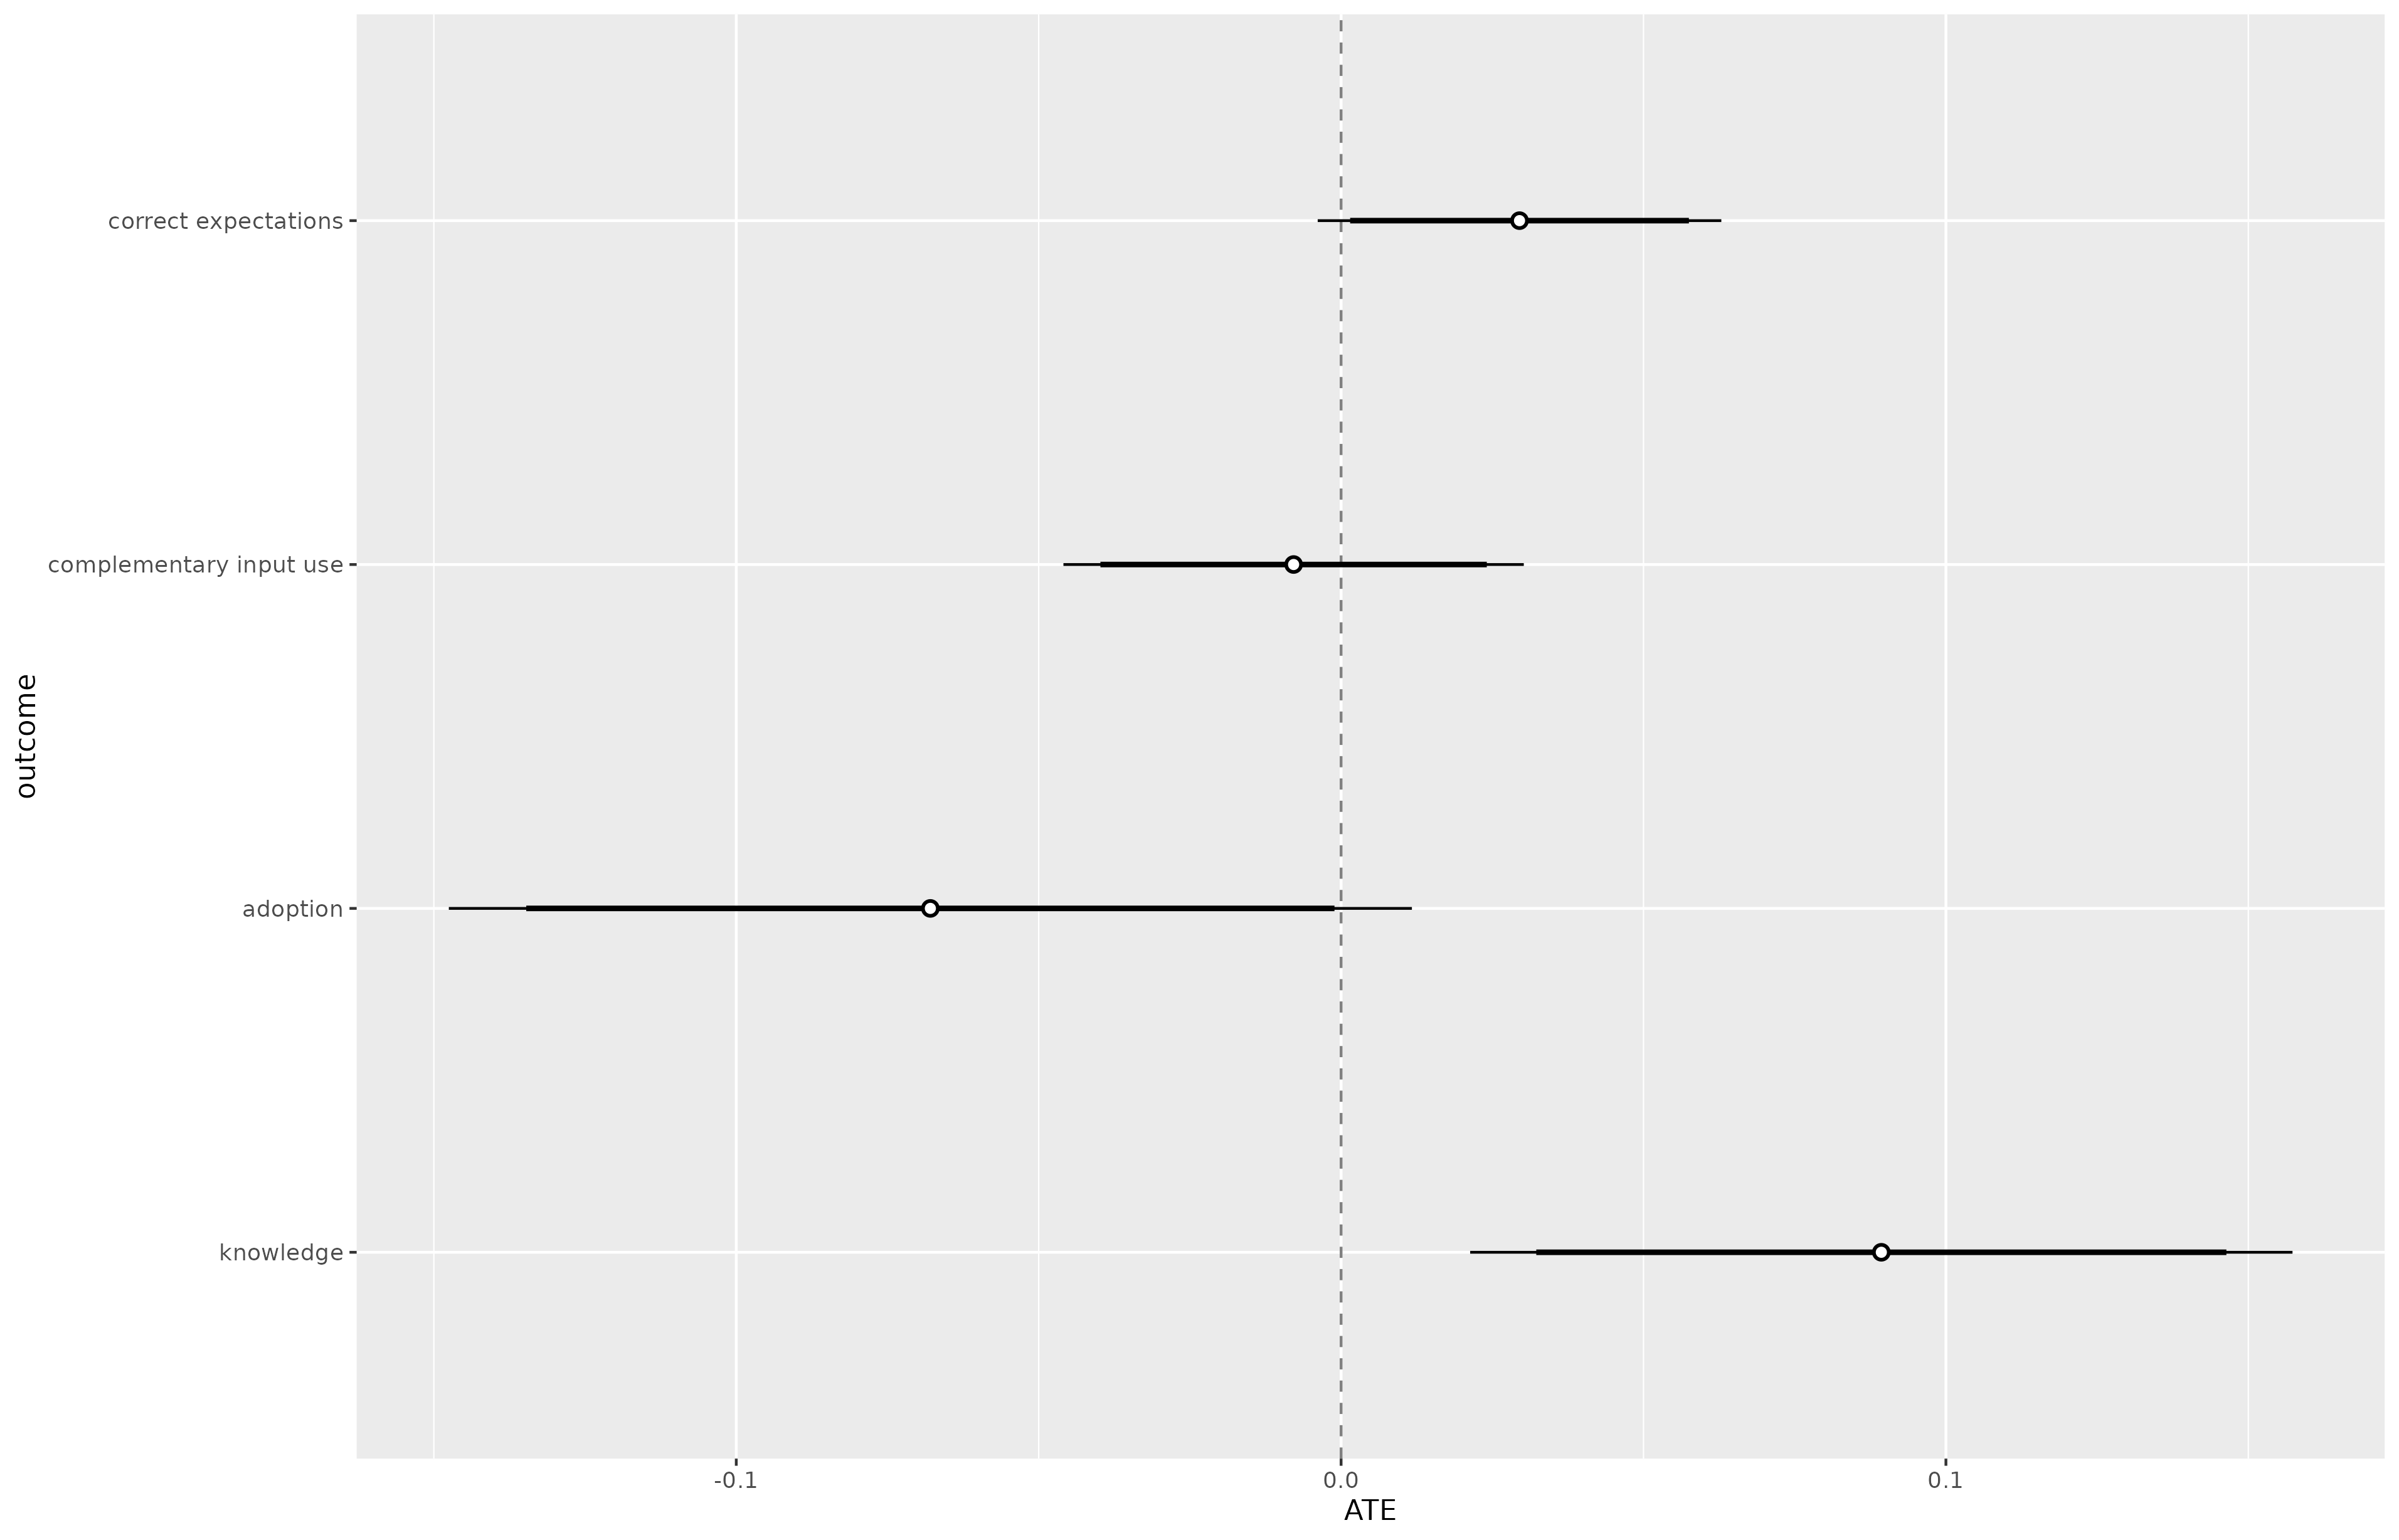 correct expectations
complementary input use
outcome
adoption
knowledge
-0.1
0.0
0.1
ATE